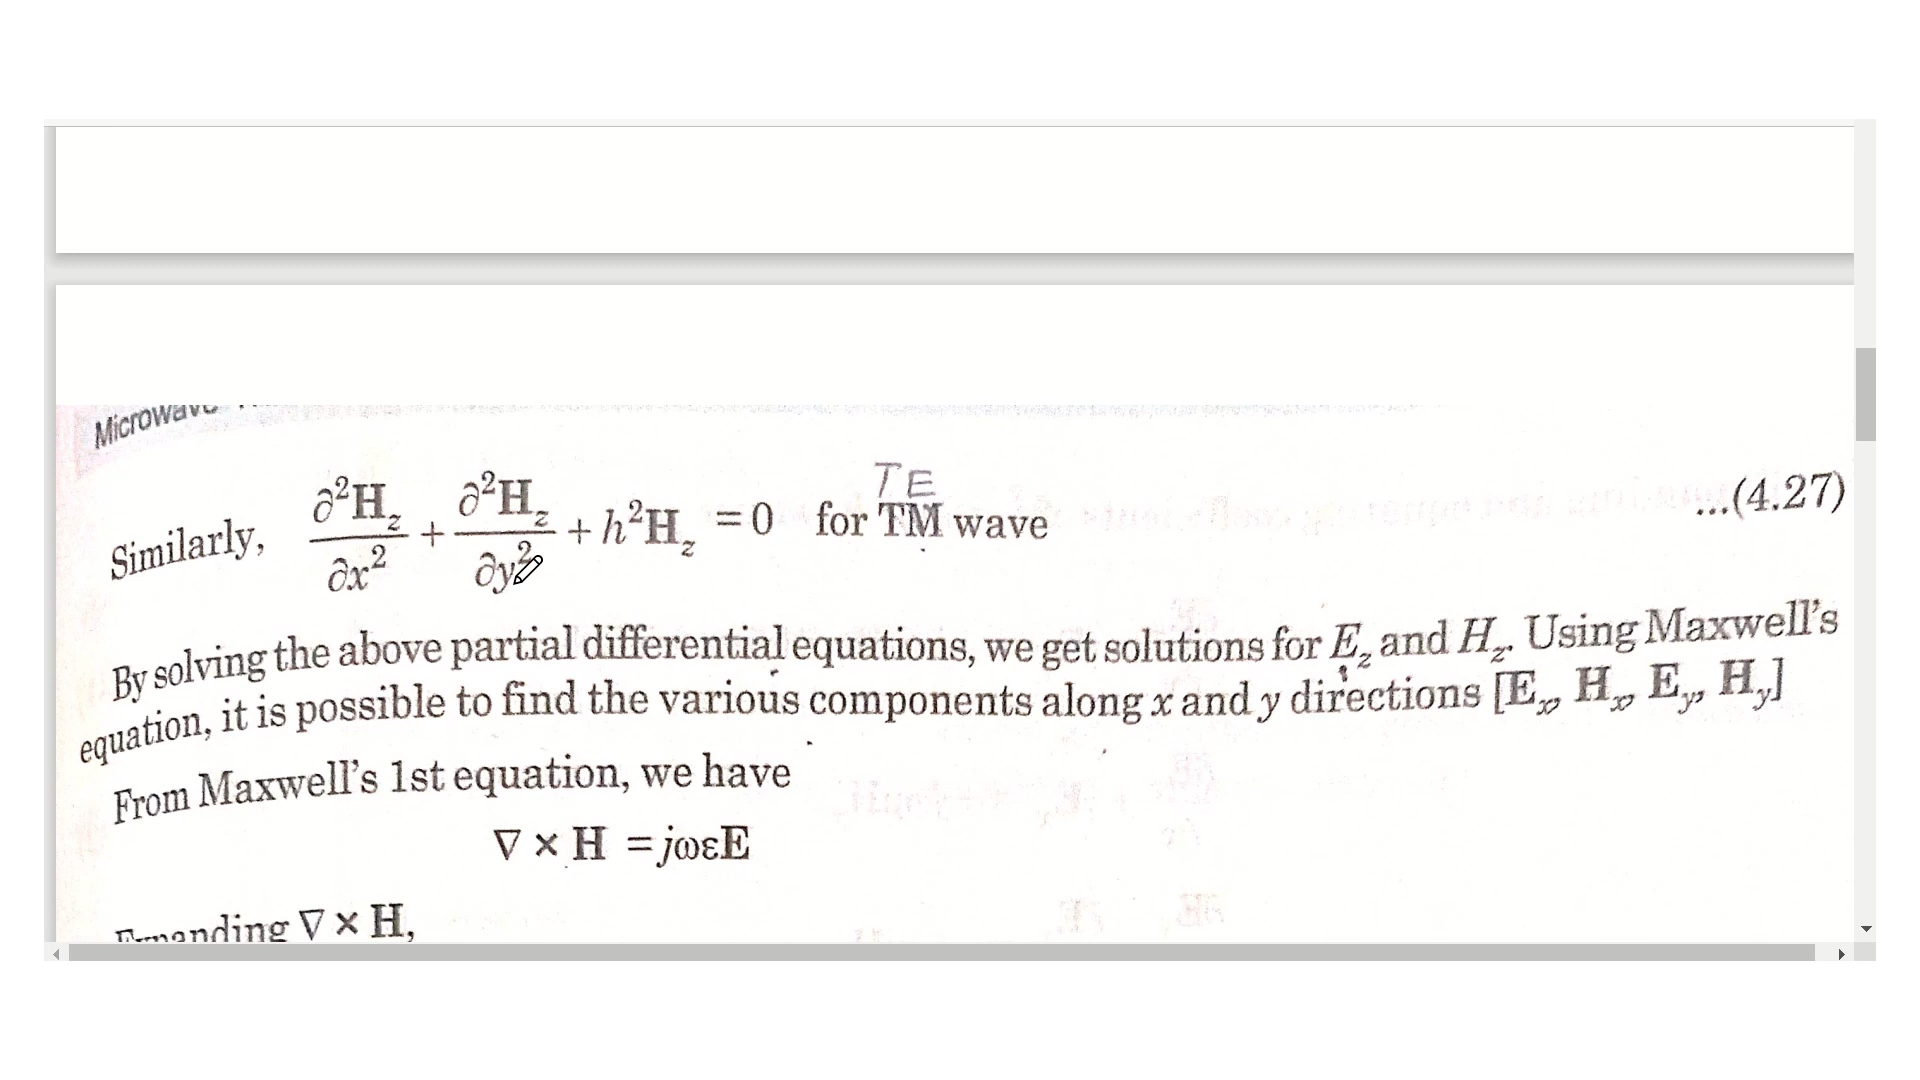 TE
Similarly, ∂²H_z/∂x² + ∂²H_z/∂y² + h²H_z = 0 for TM wave ...(4.27)
By solving the above partial differential equations, we get solutions for E_z and H_z. Using Maxwell's
equation, it is possible to find the various components along x and y directions [E_x, H_x, E_y, H_y]
From Maxwell's 1st equation, we have
∇ × H = jωεE
∇ × H,